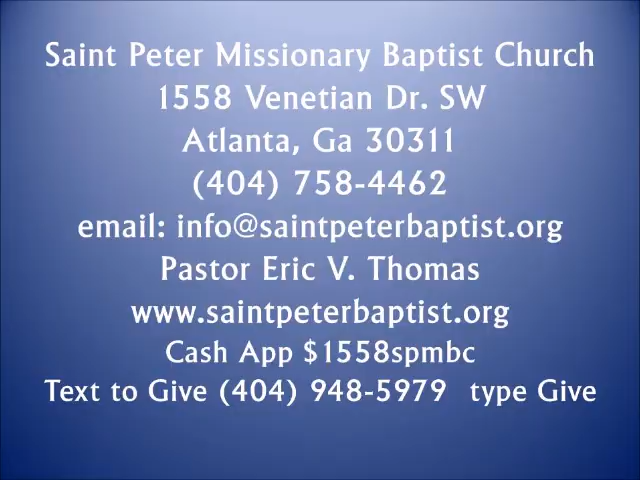 Saint Peter Missionary Baptist Church
1558 Venetian Dr. SW
Atlanta, Ga 30311
(404) 758-4462
email: info@saintpeterbaptist.org
Pastor Eric V. Thomas
www.saintpeterbaptist.org
Cash App $1558spmbc
Text to Give (404) 948-5979  type Give